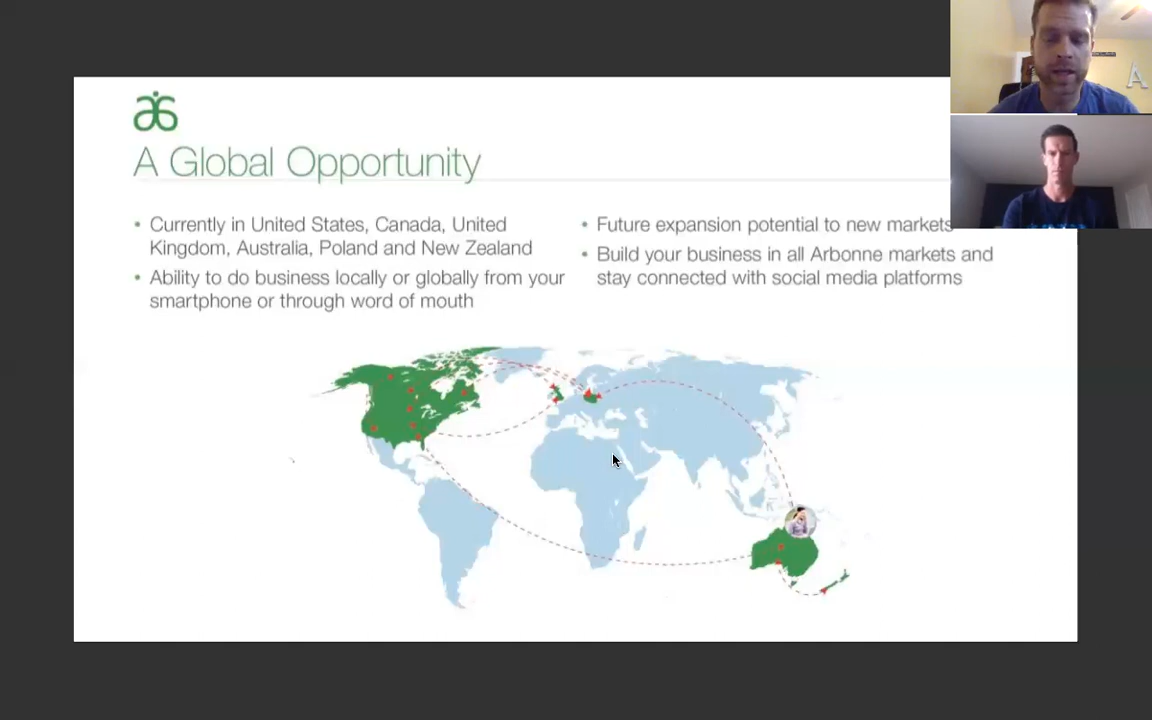 A Global Opportunity
• Currently in United States, Canada, United
Kingdom, Australia, Poland and New Zealand
• Ability to do business locally or globally from your
smartphone or through word of mouth
• Future expansion potential to new markets
• Build your business in all Arbonne markets and
stay connected with social media platforms
A